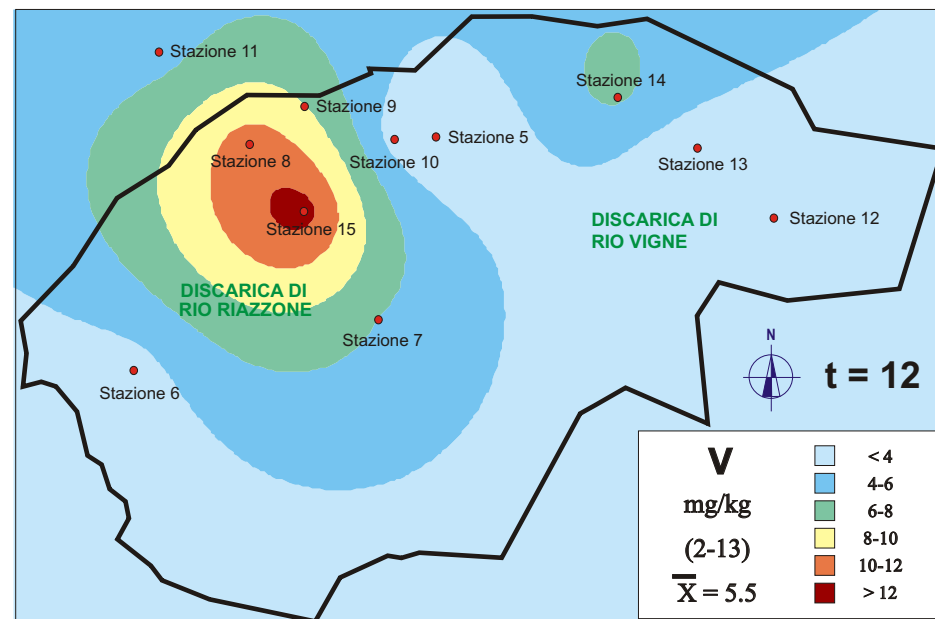 Stazione 11
Stazione 14
Stazione 9
Stazione 5
Stazione 8
Stazione 10
Stazione 13
Stazione 15
DISCARICA DI
RIO VIGNE
Stazione 12
DISCARICA DI
RIO RIAZZONE
Stazione 7
Stazione 6
N
t = 12
V
mg/kg
(2-13)
X̅ = 5.5
< 4
4-6
6-8
8-10
10-12
> 12